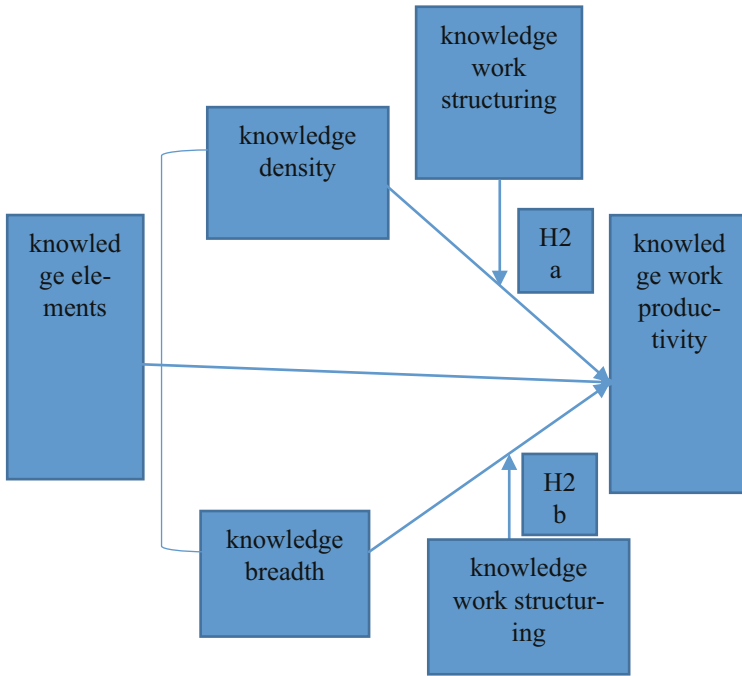 knowledge
work
structuring
knowledge
density
H2
a
knowled
ge ele-
ments
knowled
ge work
produc-
tivity
H2
b
knowledge
breadth
knowledge
work structur-
ing